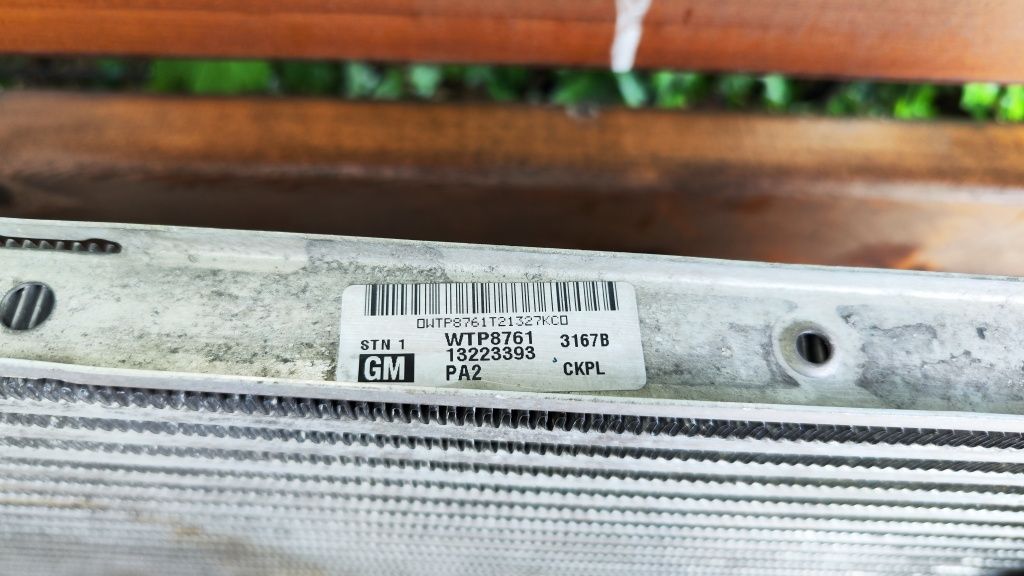 0WTP8761T21327KC0
STN 1 WTP8761 3167B
13223393
GM PA2 CKPL